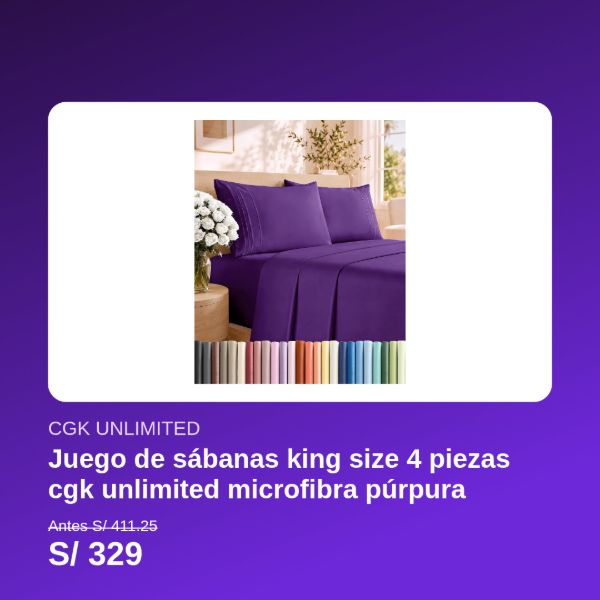 CGK UNLIMITED
Juego de sábanas king size 4 piezas
cgk unlimited microfibra púrpura
Antes S/ 411.25
S/ 329